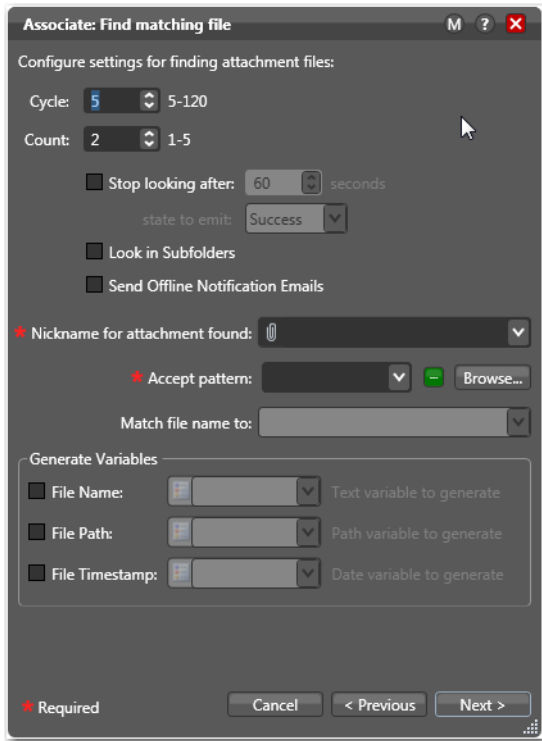 Associate: Find matching file M ? X
Configure settings for finding attachment files:
Cycle: 5 5-120
Count: 2 1-5
Stop looking after: 60 seconds
state to emit: Success
Look in Subfolders
Send Offline Notification Emails
* Nickname for attachment found:
* Accept pattern: Browse...
Match file name to:
Generate Variables
File Name: Text variable to generate
File Path: Path variable to generate
File Timestamp: Date variable to generate
* Required Cancel < Previous Next >